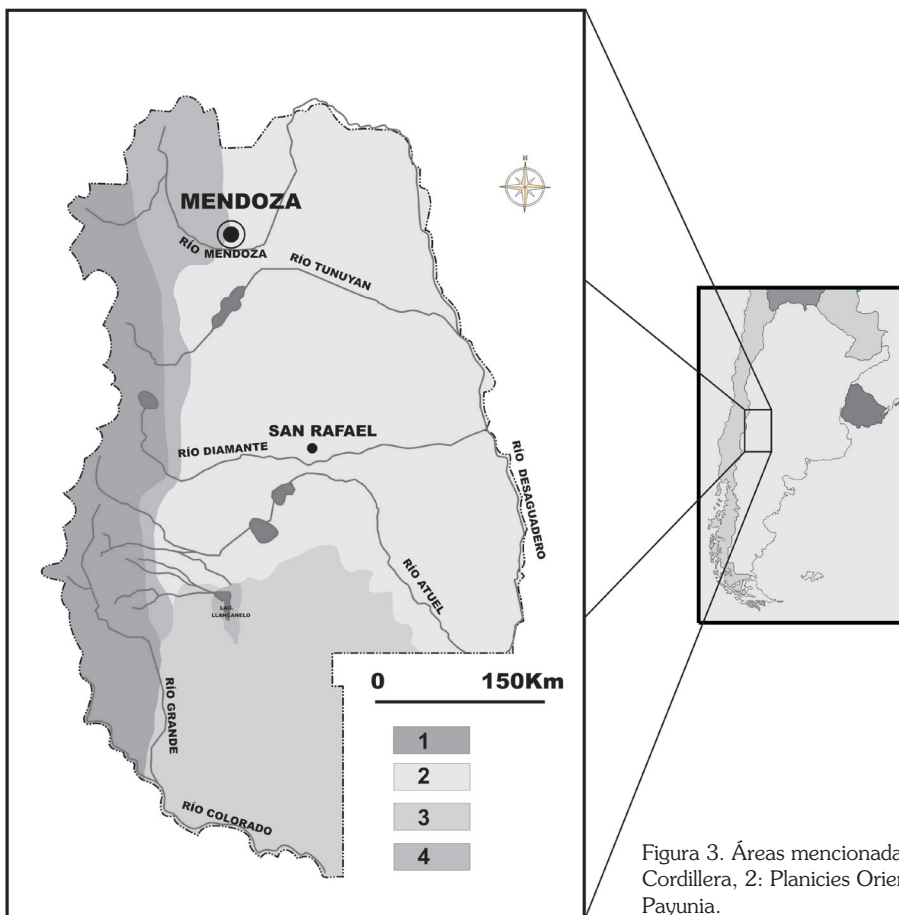 N
MENDOZA
RÍO MENDOZA
RÍO TUNUYAN
SAN RAFAEL
RÍO DIAMANTE
RÍO DESAGUADERO
RÍO ATUEL
LAG.
LLANCANELO
0 150Km
RÍO GRANDE
1
2
3
4
RÍO COLORADO
Figura 3. Áreas mencionada
Cordillera, 2: Planicies Orien
Payunia.